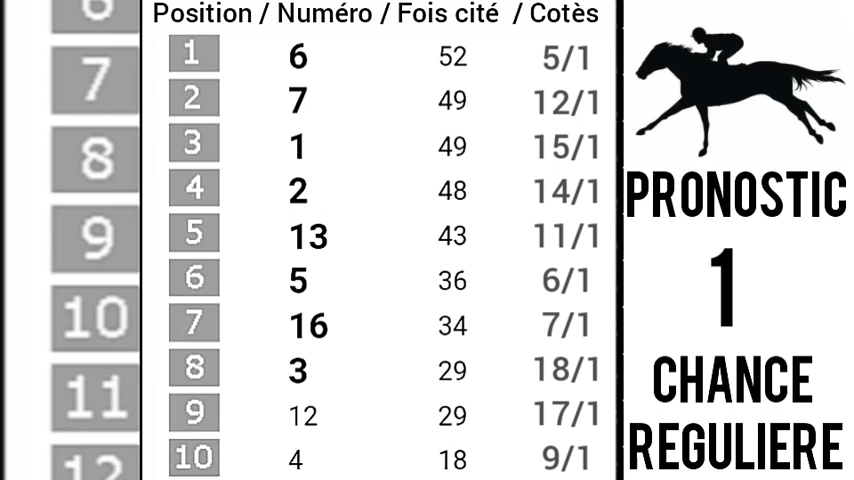 Position / Numéro / Fois cité / Cotès
1 6 52 5/1
2 7 49 12/1
3 1 49 15/1
4 2 48 14/1
5 13 43 11/1
6 5 36 6/1
7 16 34 7/1
8 3 29 18/1
9 12 29 17/1
10 4 18 9/1
6
7
8
9
10
11
12
PRONOSTIC
1
CHANCE
REGULIERE